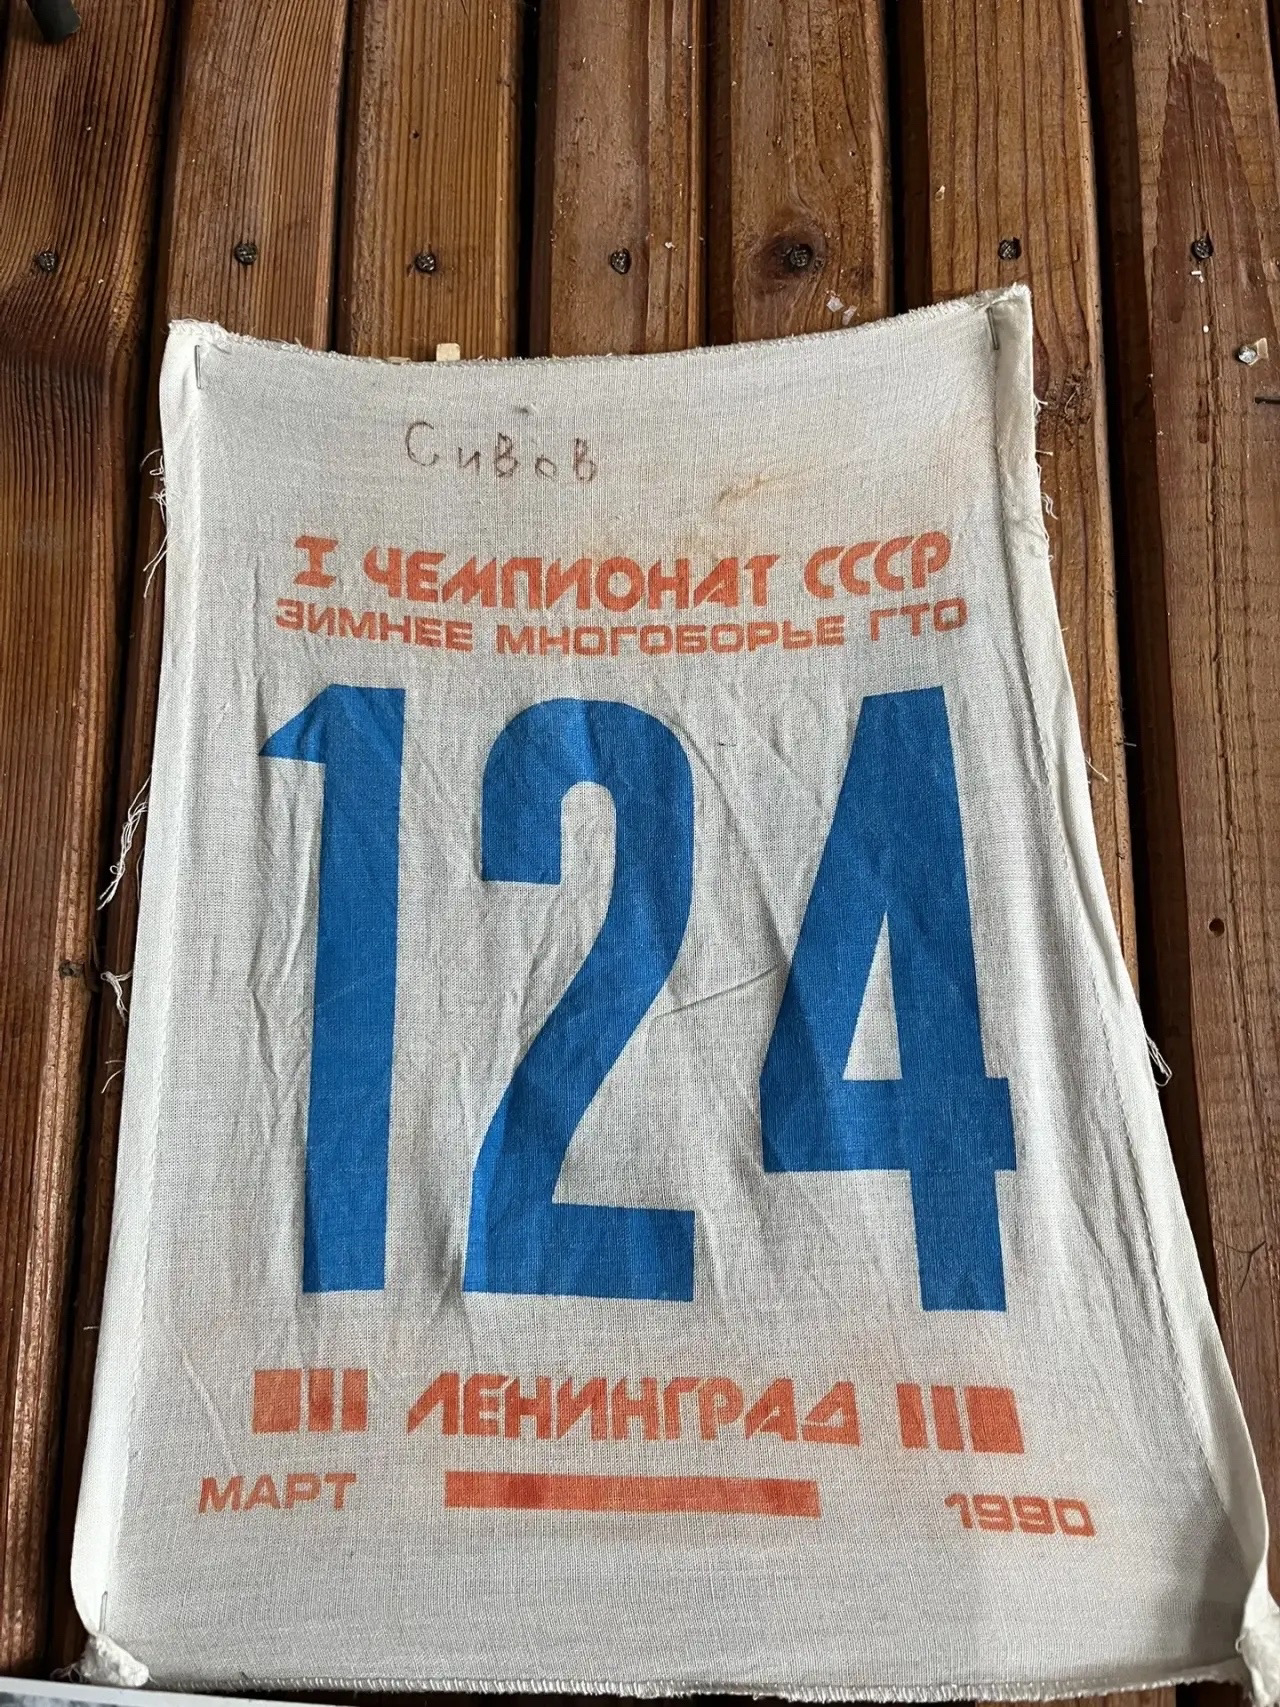 Сивов
I ЧЕМПИОНАТ СССР
ЗИМНЕЕ МНОГОБОРЬЕ ГТО
124
ЛЕНИНГРАД
МАРТ 1990